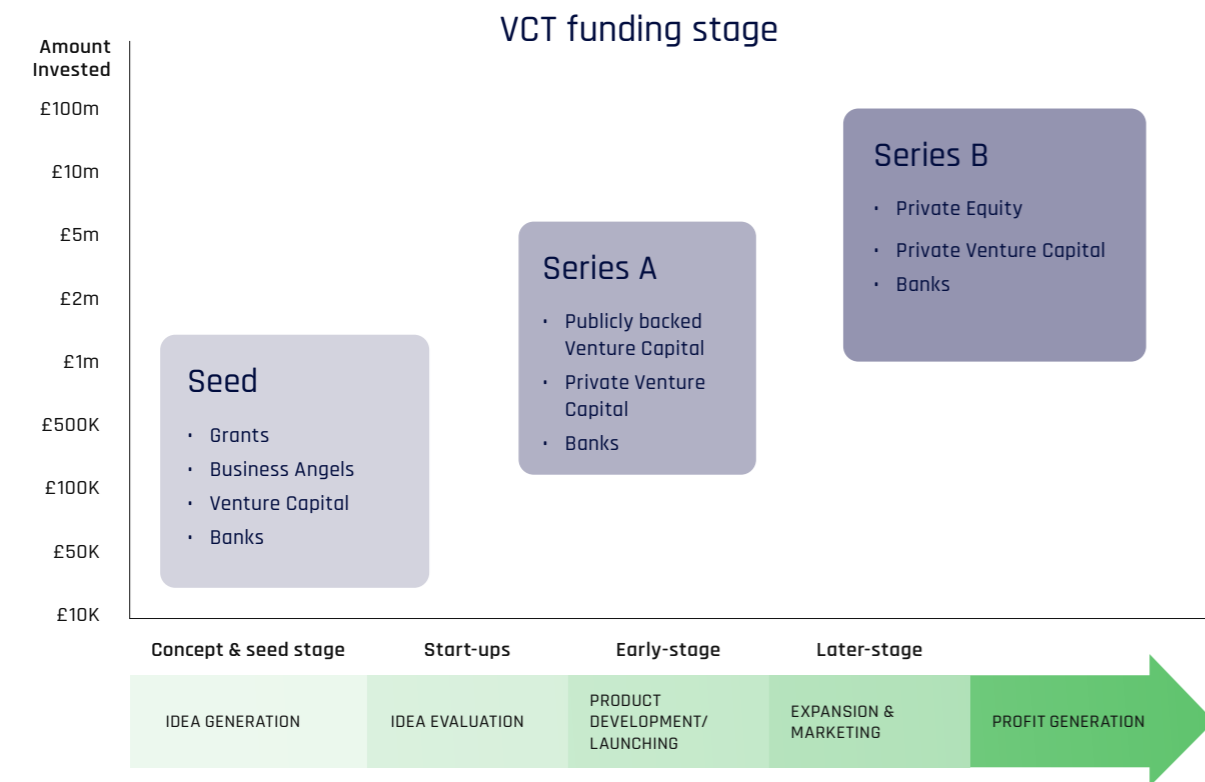 VCT funding stage
Amount
Invested
£100m
£10m
£5m
£2m
£1m
£500K
£100K
£50K
£10K
Seed
· Grants
· Business Angels
· Venture Capital
· Banks
Series A
· Publicly backed
Venture Capital
· Private Venture
Capital
· Banks
Series B
· Private Equity
· Private Venture Capital
· Banks
Concept & seed stage
Start-ups
Early-stage
Later-stage
IDEA GENERATION
IDEA EVALUATION
PRODUCT
DEVELOPMENT/
LAUNCHING
EXPANSION &
MARKETING
PROFIT GENERATION